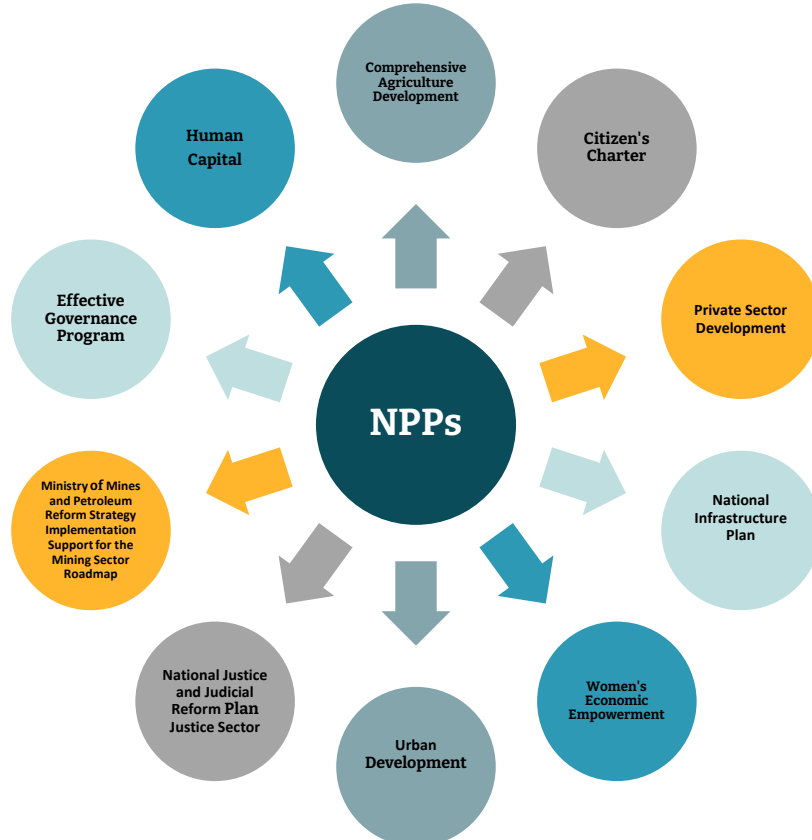 Comprehensive
Agriculture
Development
Citizen's
Charter
Private Sector
Development
National
Infrastructure
Plan
Women's
Economic
Empowerment
Urban
Development
National Justice
and Judicial
Reform Plan
Justice Sector
Ministry of Mines
and Petroleum
Reform Strategy
Implementation
Support for the
Mining Sector
Roadmap
Effective
Governance
Program
Human
Capital
NPPs